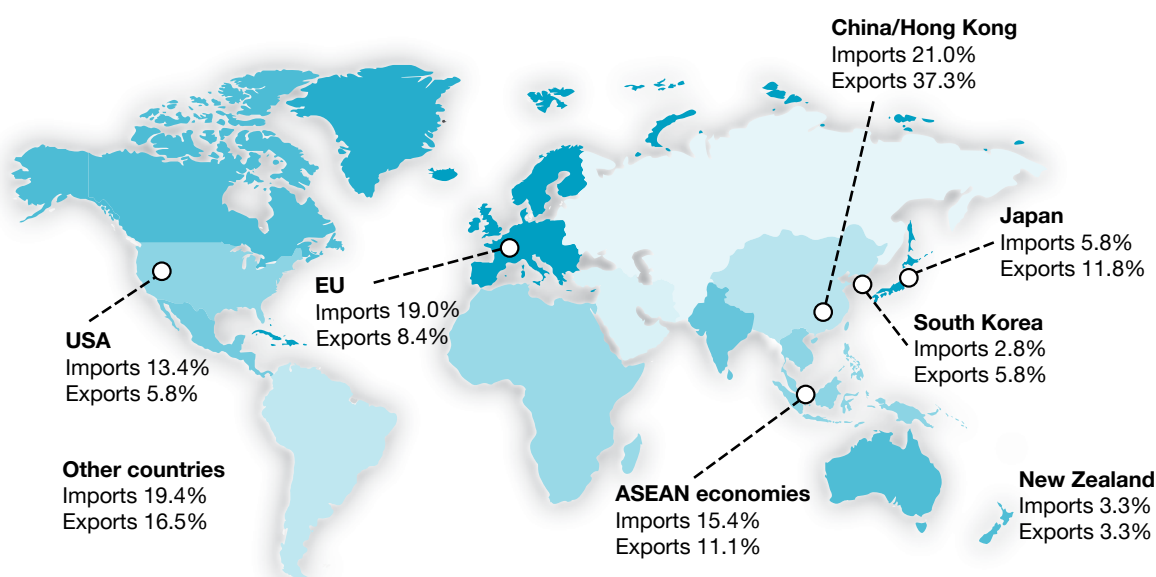 China/Hong Kong
Imports 21.0%
Exports 37.3%
Japan
Imports 5.8%
Exports 11.8%
EU
Imports 19.0%
Exports 8.4%
South Korea
Imports 2.8%
Exports 5.8%
USA
Imports 13.4%
Exports 5.8%
Other countries
Imports 19.4%
Exports 16.5%
ASEAN economies
Imports 15.4%
Exports 11.1%
New Zealand
Imports 3.3%
Exports 3.3%